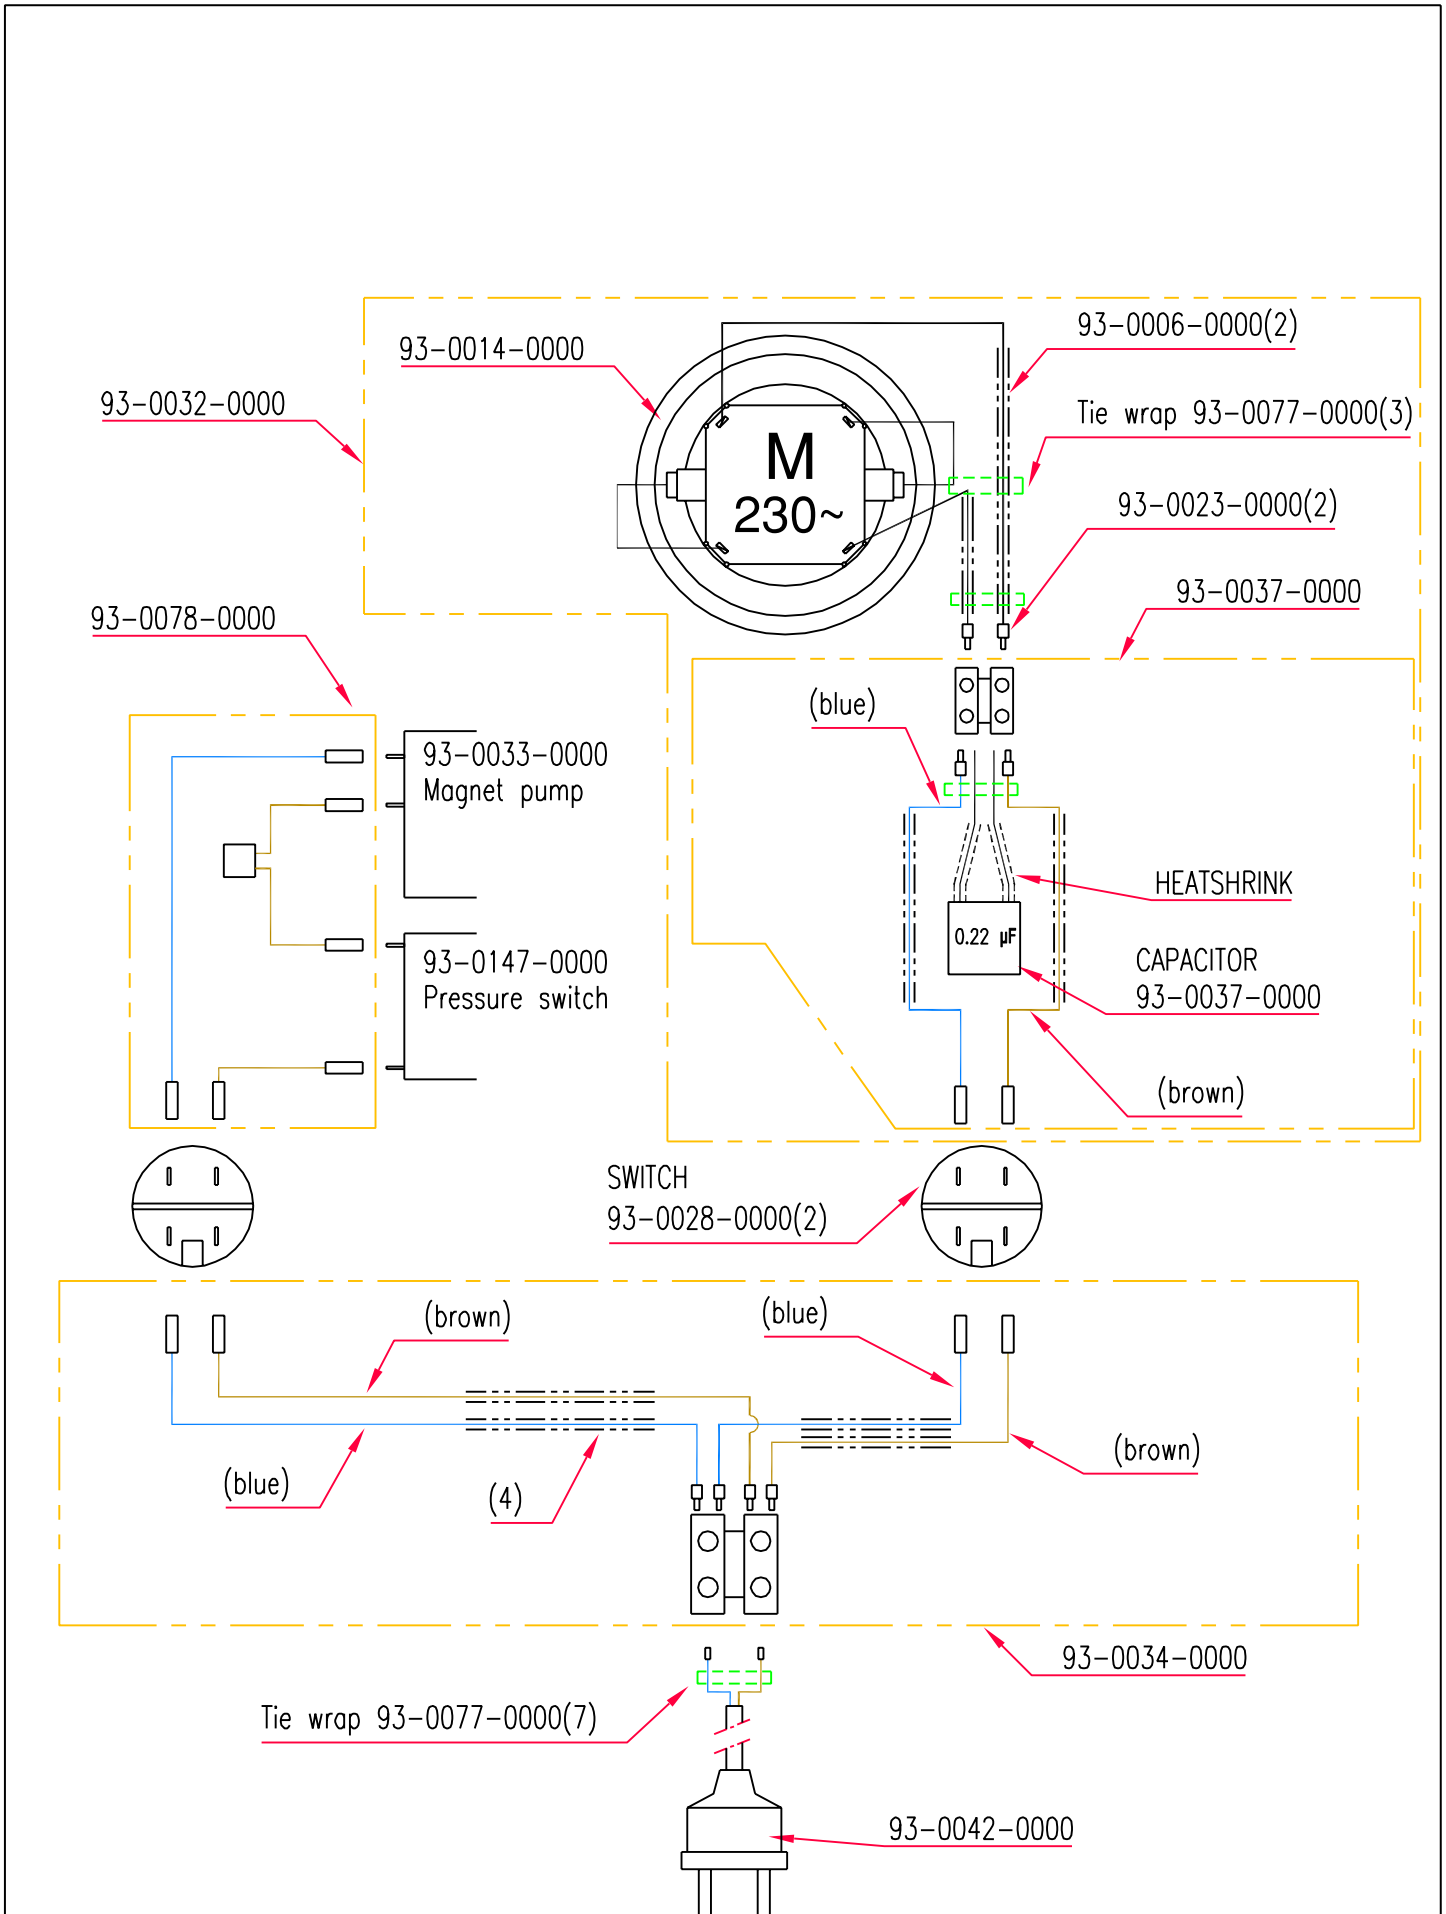 93-0006-0000(2)
93-0014-0000
93-0032-0000
Tie wrap 93-0077-0000(3)
M
230~
93-0023-0000(2)
93-0037-0000
93-0078-0000
(blue)
93-0033-0000
Magnet pump
HEATSHRINK
0.22 µF
93-0147-0000
Pressure switch
CAPACITOR
93-0037-0000
(brown)
SWITCH
93-0028-0000(2)
(brown)
(blue)
(brown)
(blue)
(4)
93-0034-0000
Tie wrap 93-0077-0000(7)
93-0042-0000